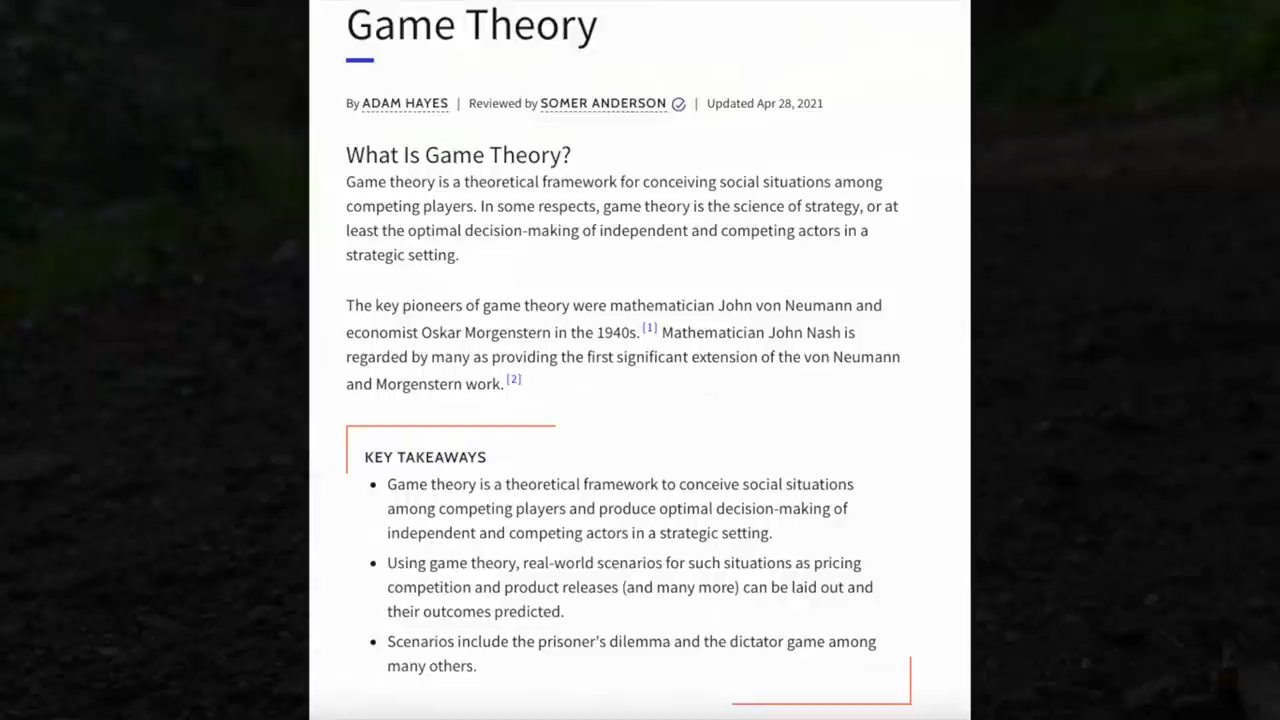 Game Theory
By ADAM HAYES | Reviewed by SOMER ANDERSON | Updated Apr 28, 2021
What Is Game Theory?
Game theory is a theoretical framework for conceiving social situations among
competing players. In some respects, game theory is the science of strategy, or at
least the optimal decision-making of independent and competing actors in a
strategic setting.
The key pioneers of game theory were mathematician John von Neumann and
economist Oskar Morgenstern in the 1940s. [1] Mathematician John Nash is
regarded by many as providing the first significant extension of the von Neumann
and Morgenstern work. [2]
KEY TAKEAWAYS
• Game theory is a theoretical framework to conceive social situations
among competing players and produce optimal decision-making of
independent and competing actors in a strategic setting.
• Using game theory, real-world scenarios for such situations as pricing
competition and product releases (and many more) can be laid out and
their outcomes predicted.
• Scenarios include the prisoner's dilemma and the dictator game among
many others.